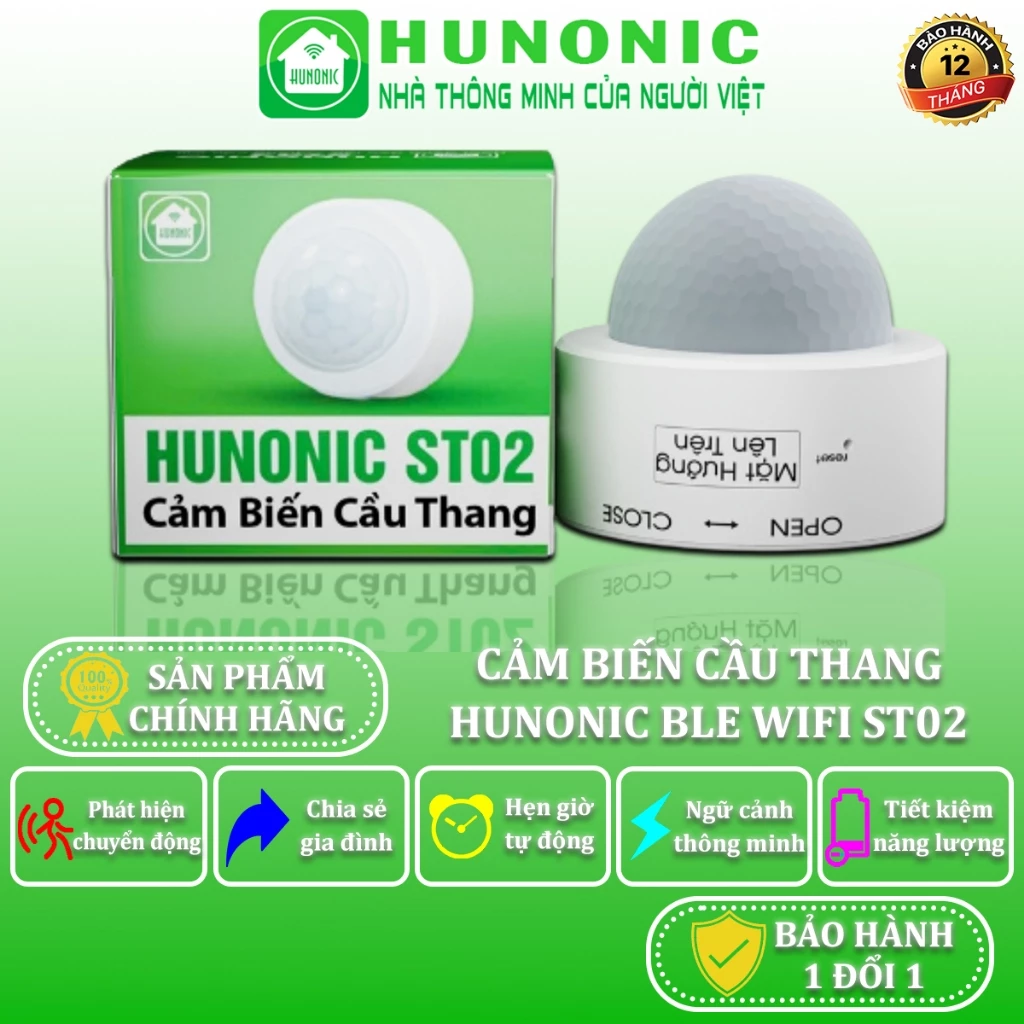 HUNONIC
HUNONIC
NHÀ THÔNG MINH CỦA NGƯỜI VIỆT
BẢO HÀNH
12
THÁNG
HUNONIC
HUNONIC ST02
Cảm Biến Cầu Thang
OPEN ↔ CLOSE
reset
Mặt Hướng
Lên Trên
100%
Quality
SẢN PHẨM
CHÍNH HÃNG
CẢM BIẾN CẦU THANG
HUNONIC BLE WIFI ST02
Phát hiện
chuyển động
Chia sẻ
gia đình
Hẹn giờ
tự động
Ngữ cảnh
thông minh
Tiết kiệm
năng lượng
BẢO HÀNH
1 ĐỔI 1